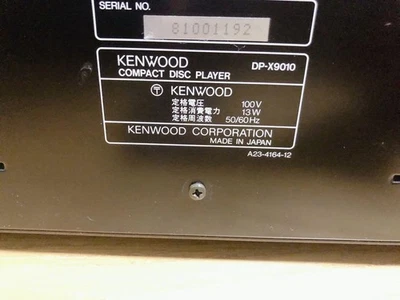 SERIAL NO.
81001192
KENWOOD DP-X9010
COMPACT DISC PLAYER
KENWOOD
定格電圧 100V
定格消費電力 13W
定格周波数 50/60Hz
KENWOOD CORPORATION
MADE IN JAPAN
A23-4164-12